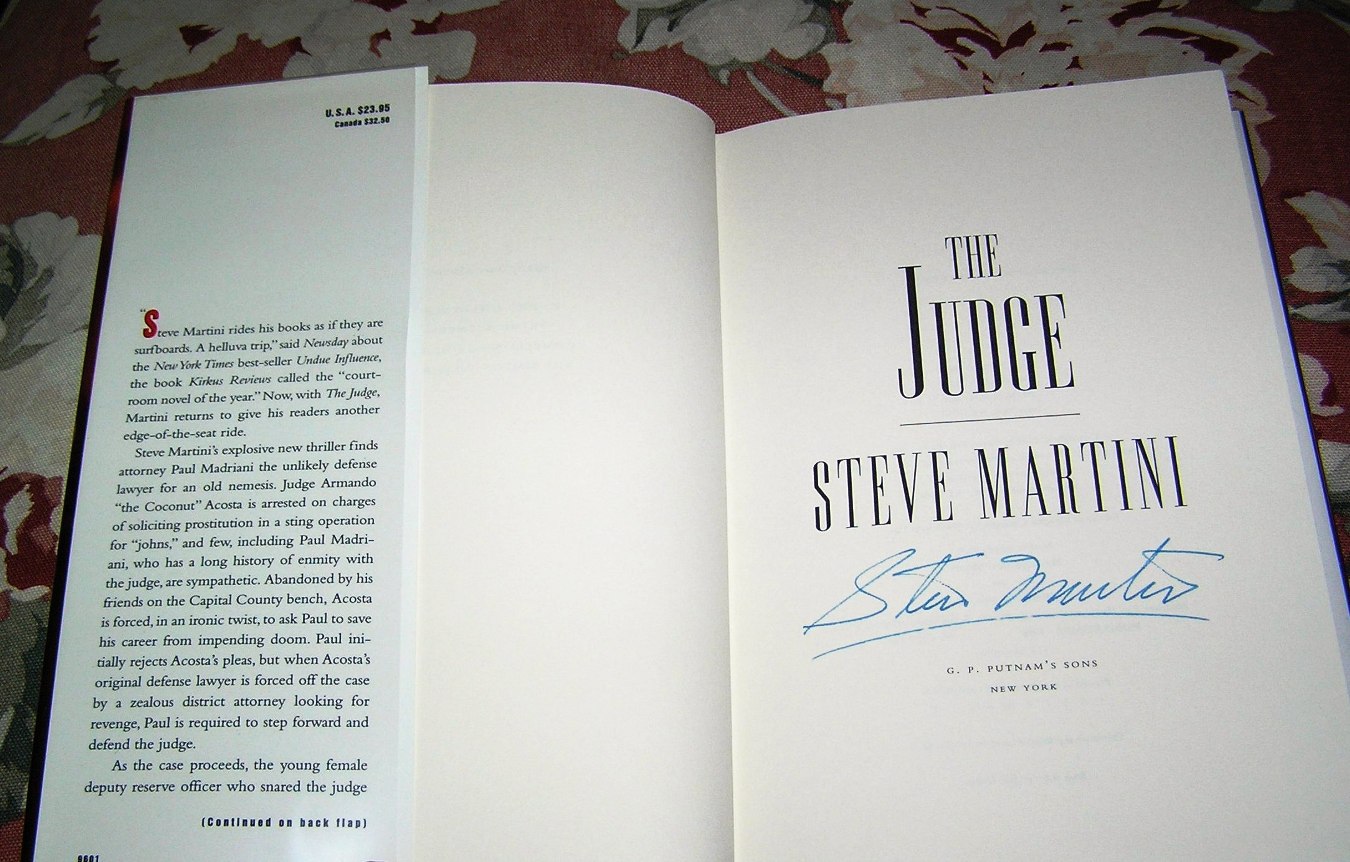 U.S.A. $23.95
Canada $32.50
"Steve Martini rides his books as if they are
surfboards. A helluva trip," said Newsday about
the New York Times best-seller Undue Influence,
the book Kirkus Reviews called the "court-
room novel of the year." Now, with The Judge,
Martini returns to give his readers another
edge-of-the-seat ride.
Steve Martini's explosive new thriller finds
attorney Paul Madriani the unlikely defense
lawyer for an old nemesis. Judge Armando
"the Coconut" Acosta is arrested on charges
of soliciting prostitution in a sting operation
for "johns," and few, including Paul Madri-
ani, who has a long history of enmity with
the judge, are sympathetic. Abandoned by his
friends on the Capital County bench, Acosta
is forced, in an ironic twist, to ask Paul to save
his career from impending doom. Paul ini-
tially rejects Acosta's pleas, but when Acosta's
original defense lawyer is forced off the case
by a zealous district attorney looking for
revenge, Paul is required to step forward and
defend the judge.
As the case proceeds, the young female
deputy reserve officer who snared the judge
(Continued on back flap)
9601
THE
JUDGE
STEVE MARTINI
Steve Martini
G. P. PUTNAM'S SONS
NEW YORK